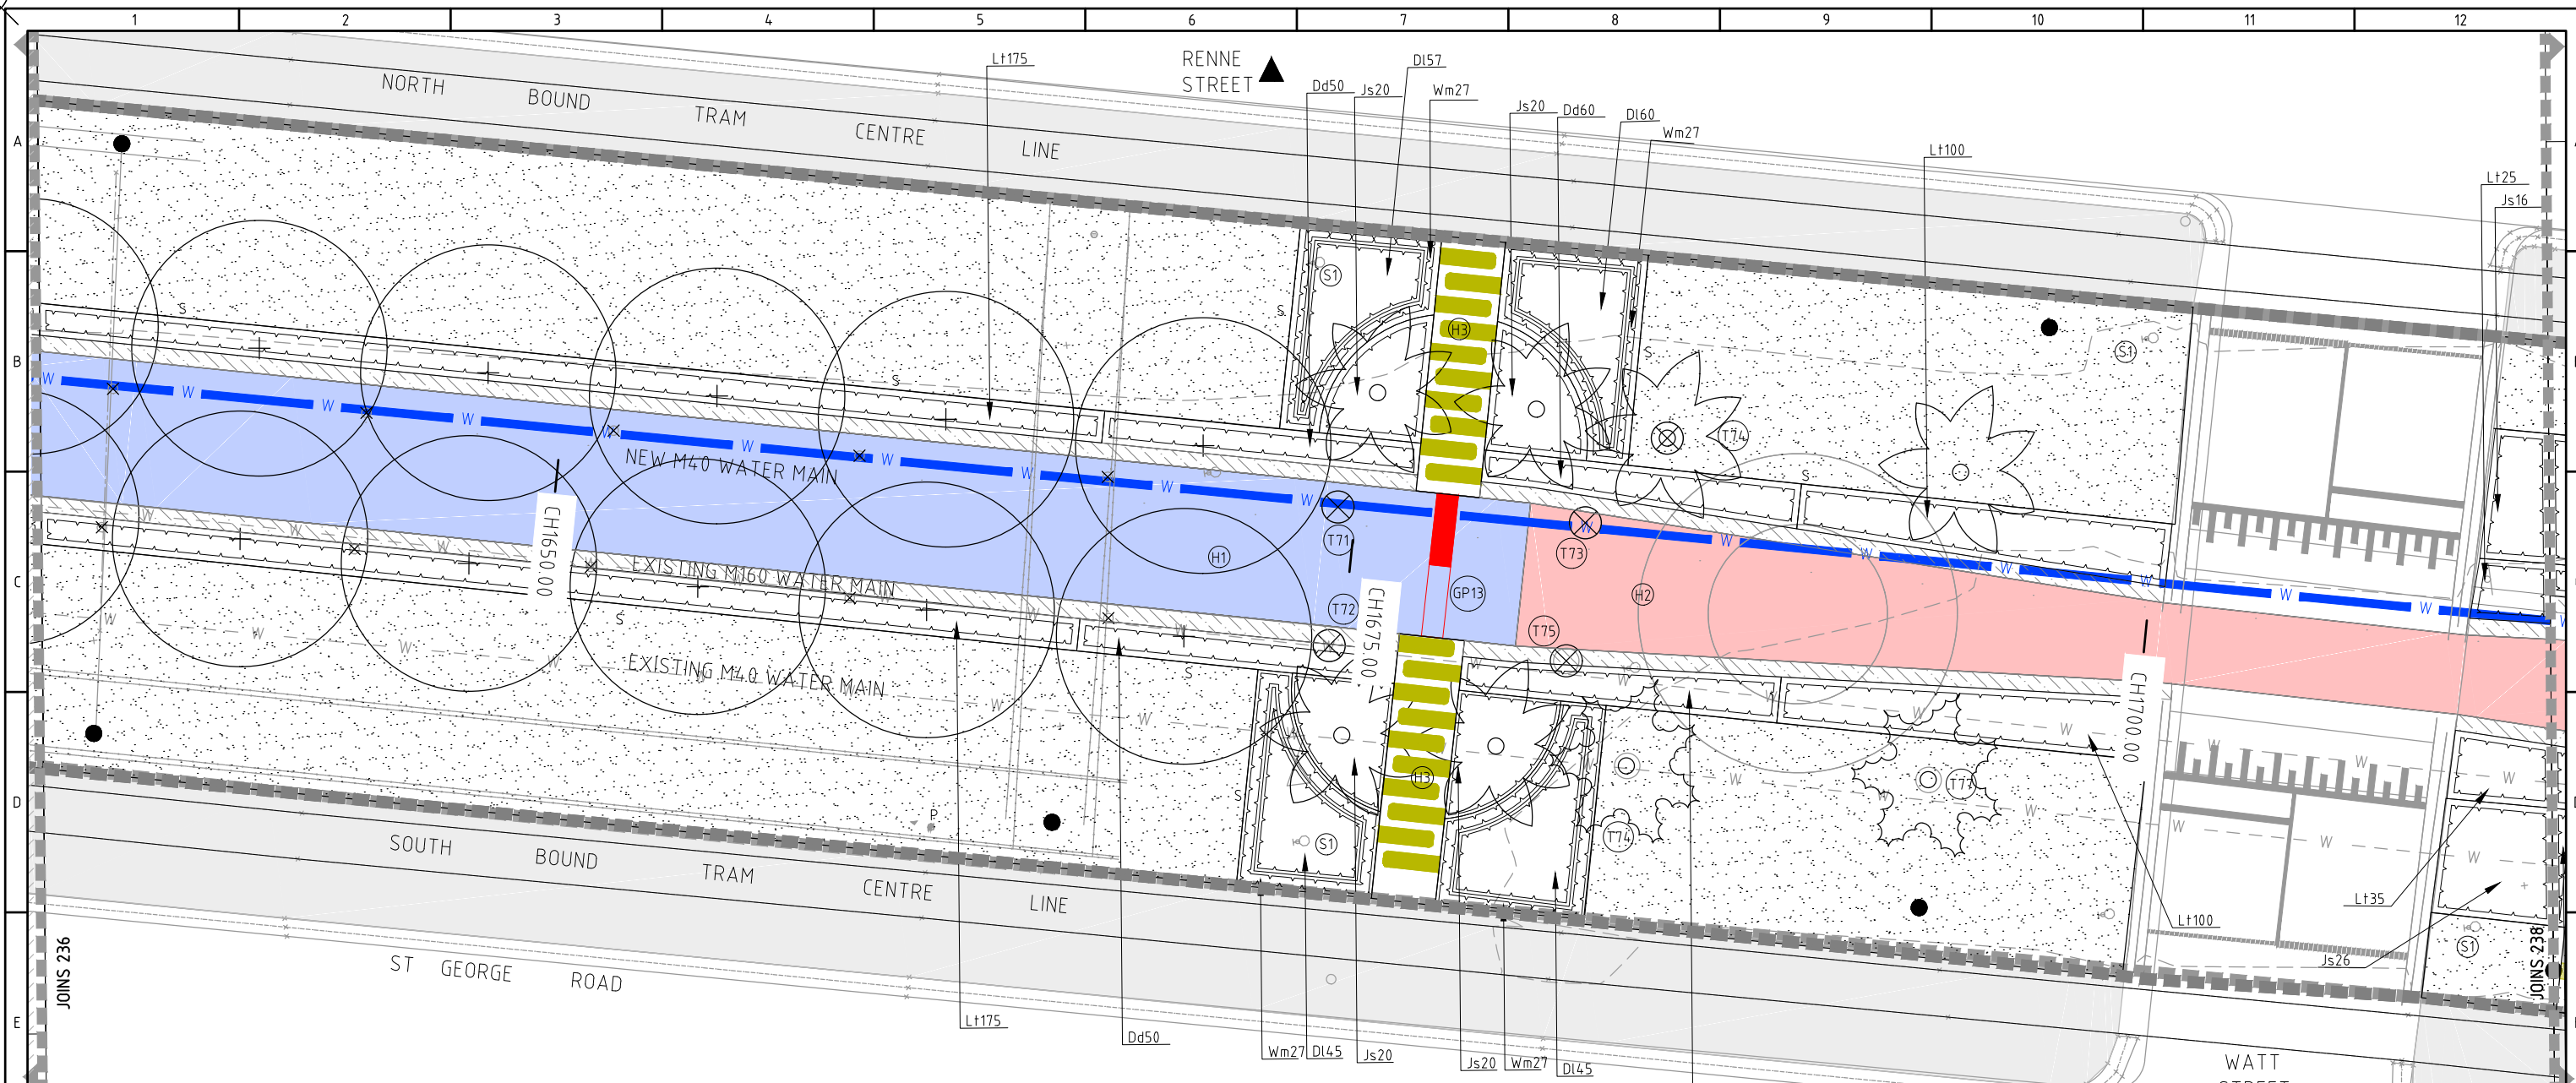 1 2 3 4 5 6 7 8 9 10 11 12
A
B
C
D
E
NORTH BOUND TRAM CENTRE LINE
RENNE
STREET
Lt175
Dd50
Js20
Dl57
Wm27
Js20
Dd60
Dl60
Wm27
Lt100
Lt25
Js16
S
S
S
S
S
S1
H3
S1
T74
W W W W W W W W W W W W W W W W W W
NEW M40 WATER MAIN
CH1650.00
EXISTING M160 WATER MAIN
H1
T71
T72
CH1675.00
GP13
T73
T75
H2
CH1700.00
S
S
S
EXISTING M40 WATER MAIN
W W W W W W W W W W W W W W W W W W
P
H3
S1
T74
T77
S1
SOUTH BOUND TRAM CENTRE LINE
ST GEORGE ROAD
JOINS 236
JOINS 238
Lt175
Dd50
Wm27
Dl45
Js20
Js20
Wm27
Dl45
Lt100
Lt35
Js26
WATT